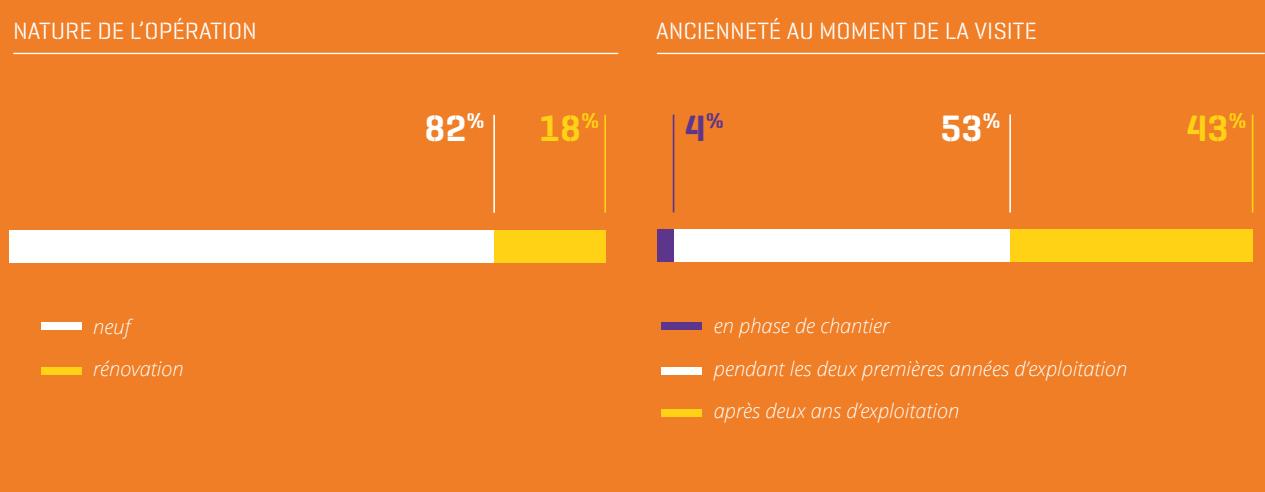 NATURE DE L'OPÉRATION
82% 18%
neuf
rénovation
ANCIENNETÉ AU MOMENT DE LA VISITE
4% 53% 43%
en phase de chantier
pendant les deux premières années d'exploitation
après deux ans d'exploitation